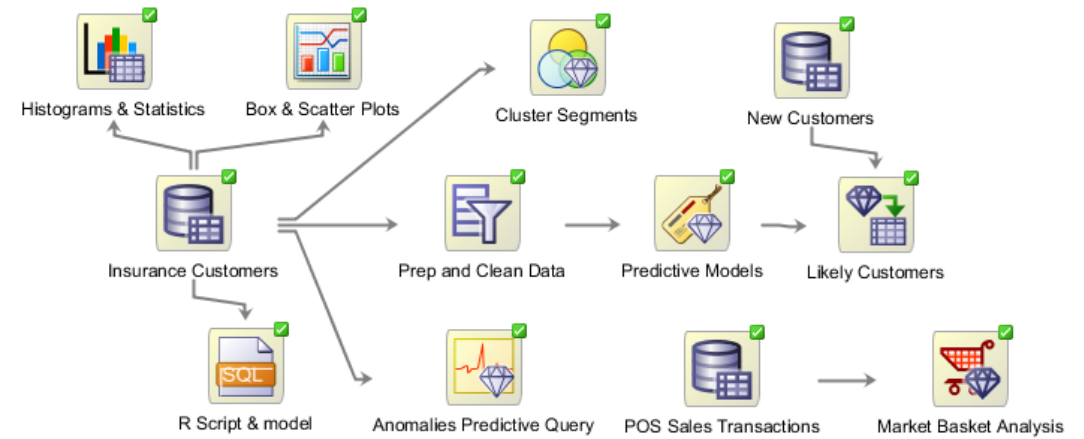 Histograms & Statistics
Box & Scatter Plots
Cluster Segments
New Customers
Insurance Customers
Prep and Clean Data
Predictive Models
Likely Customers
SQL
R Script & model
Anomalies Predictive Query
POS Sales Transactions
Market Basket Analysis